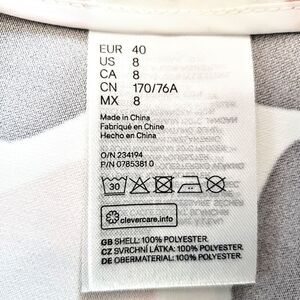 EUR 40
US 8
CA 8
CN 170/76A
MX 8
Made in China
Fabriqué en Chine
Hecho en China
O/N 234194
P/N 0785381.0
30
clevercare.info
GB SHELL: 100% POLYESTER.
CZ SVRCHNÍ LÁTKA: 100% POLYESTER.
DE OBERMATERIAL: 100% POLYESTER.